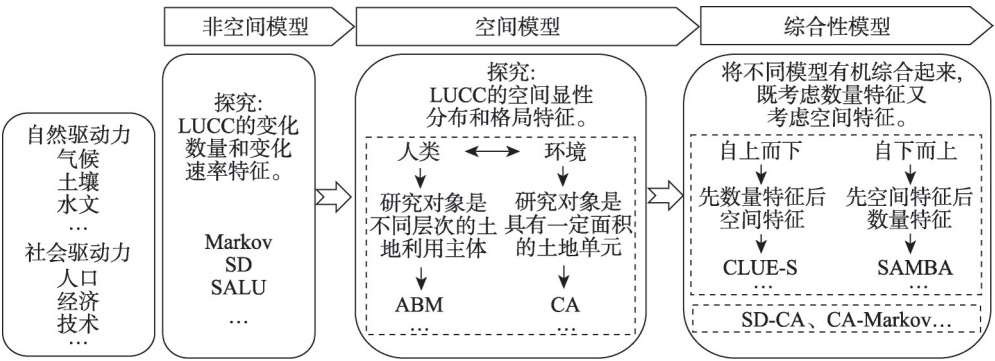 非空间模型
空间模型
综合性模型
自然驱动力
气候
土壤
水文
…
社会驱动力
人口
经济
技术
…
探究:
LUCC的变化
数量和变化
速率特征。
Markov
SD
SALU
…
探究:
LUCC的空间显性
分布和格局特征。
人类
环境
研究对象是
不同层次的土
地利用主体
研究对象是
具有一定面积
的土地单元
ABM
…
CA
…
将不同模型有机综合起来,
既考虑数量特征又
考虑空间特征。
自上而下
自下而上
先数量特征后
空间特征
先空间特征后
数量特征
CLUE-S
…
SAMBA
…
SD-CA、CA-Markov…